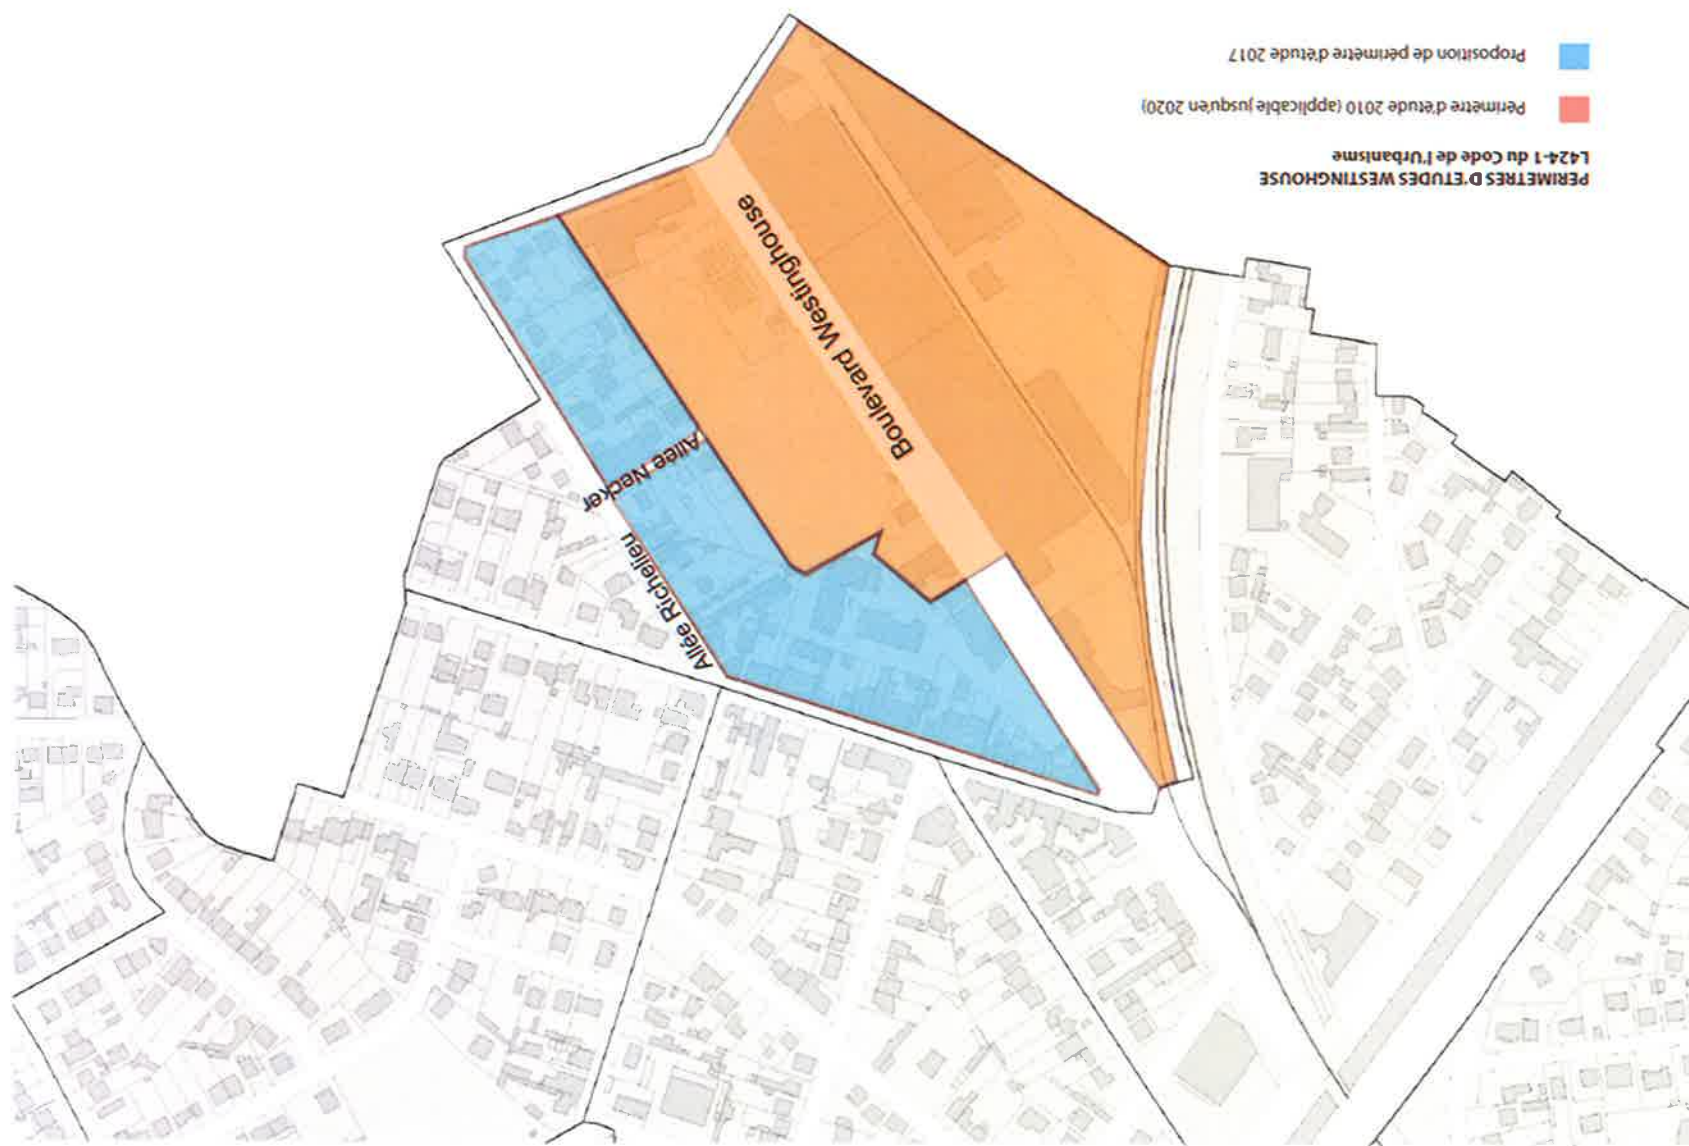 PERIMETRES D'ETUDES WESTINGHOUSE
L424-1 du Code de l'Urbanisme
Périmètre d'étude 2010 (applicable jusqu'en 2020)
Proposition de périmètre d'étude 2017
Allée Richelieu
Allée Necker
Boulevard Westinghouse